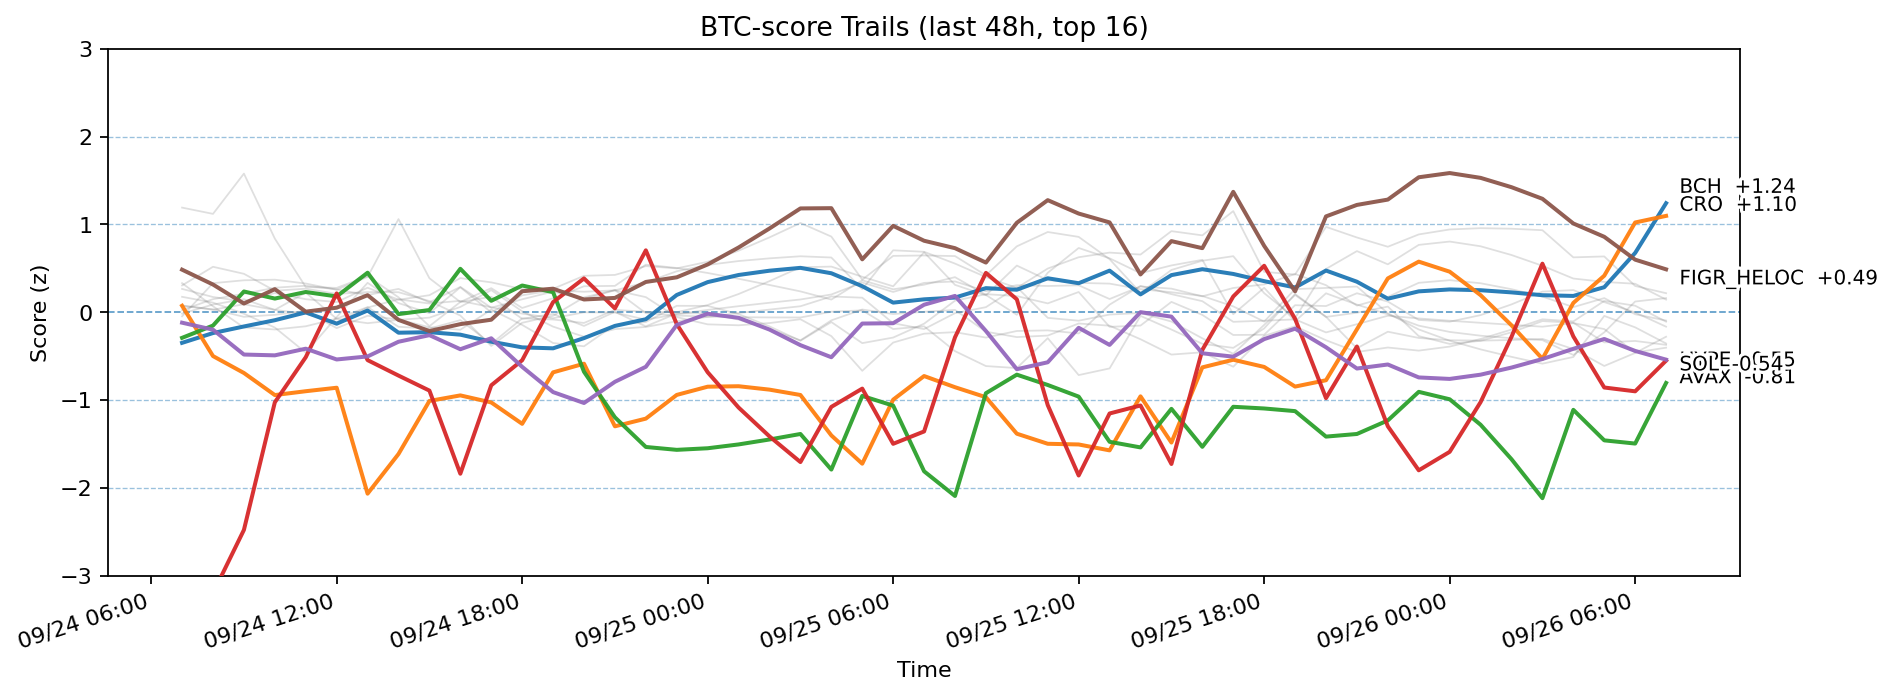 BTC-score Trails (last 48h, top 16)
Score (z)
3
2
1
0
−1
−2
−3
BCH +1.24
CRO +1.10
FIGR_HELOC +0.49
AVAX -0.81
09/24 06:00
09/24 12:00
09/24 18:00
09/25 00:00
09/25 06:00
09/25 12:00
09/25 18:00
09/26 00:00
09/26 06:00
Time